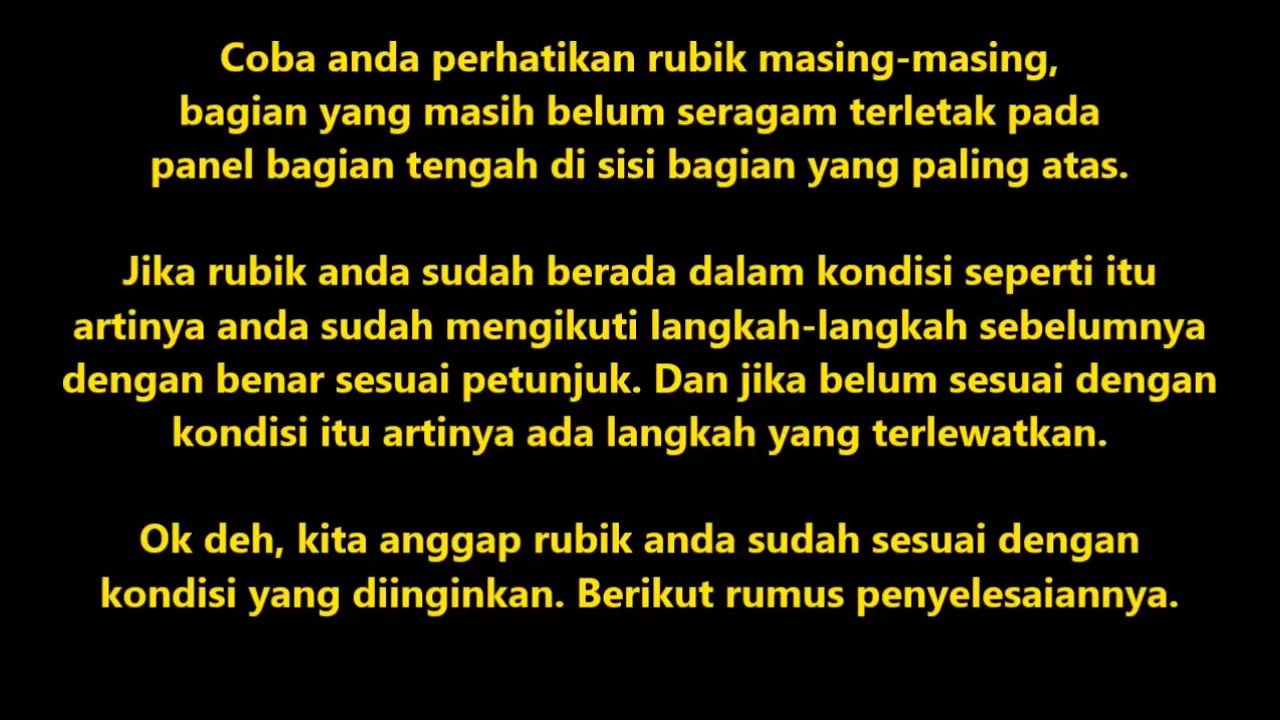 Coba anda perhatikan rubik masing-masing,
bagian yang masih belum seragam terletak pada
panel bagian tengah di sisi bagian yang paling atas.
Jika rubik anda sudah berada dalam kondisi seperti itu
artinya anda sudah mengikuti langkah-langkah sebelumnya
dengan benar sesuai petunjuk. Dan jika belum sesuai dengan
kondisi itu artinya ada langkah yang terlewatkan.
Ok deh, kita anggap rubik anda sudah sesuai dengan
kondisi yang diinginkan. Berikut rumus penyelesaiannya.